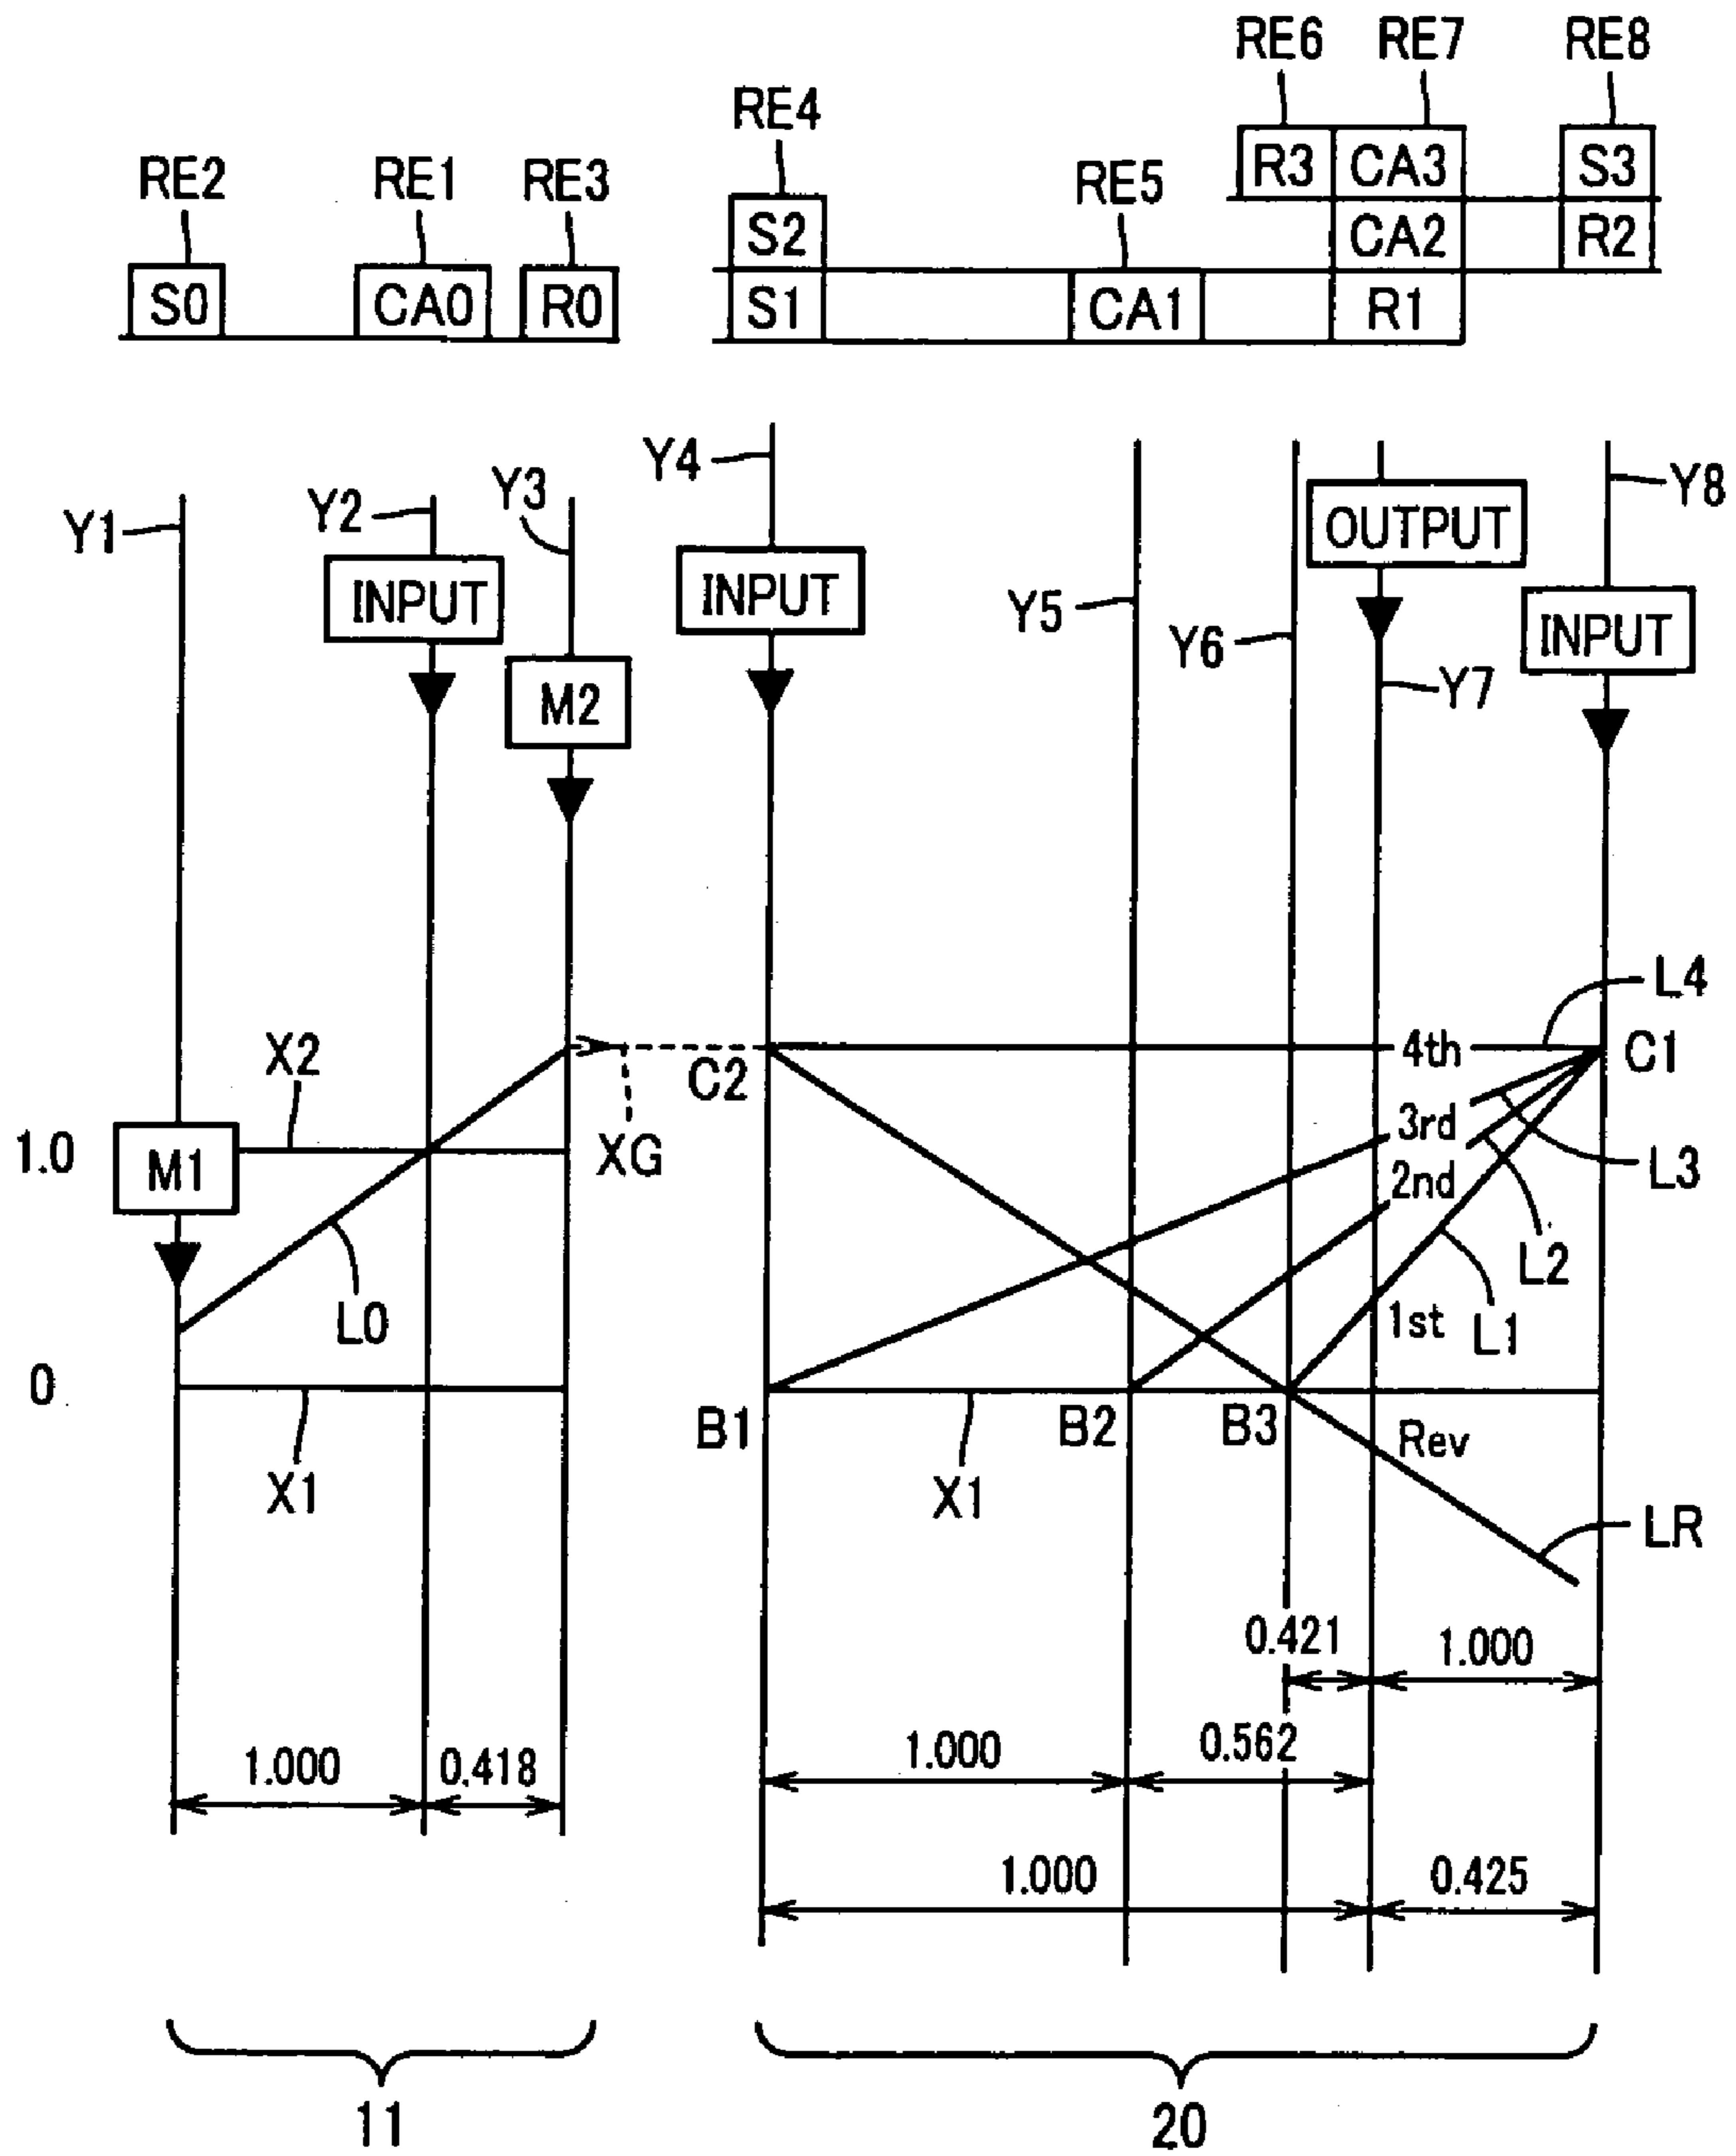 RE6 RE7 RE8
RE4
RE2 RE1 RE3 RE5
R3 CA3 S3
S2 CA2 R2
S0 CA0 R0 S1 CA1 R1
Y4 Y8
Y1 Y2 Y3 OUTPUT
INPUT INPUT Y5 INPUT
Y6
M2 Y7
L4
X2 C2 4th C1
1.0 M1 XG 3rd
2nd L3
L2
L0 1st L1
0
B1 B2 B3 Rev
X1 X1
LR
0.421 1.000
1.000 0.418 1.000 0.562
1.000 0.425
11 20